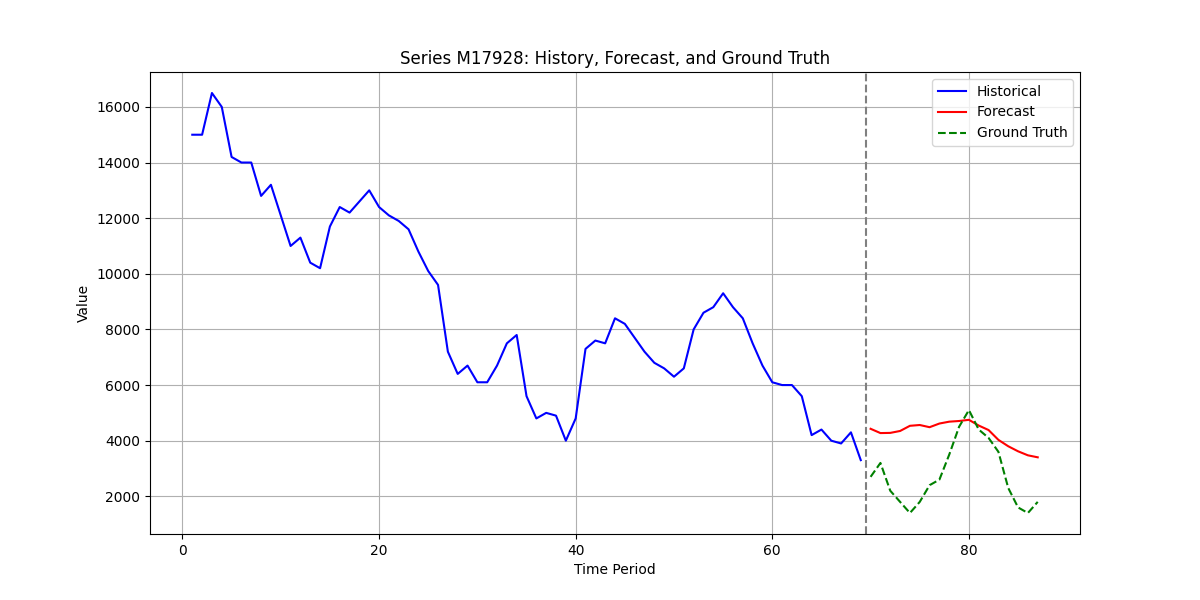 Series M17928: History, Forecast, and Ground Truth
Historical
Forecast
Ground Truth
16000
14000
12000
10000
8000
6000
4000
2000
Value
0
20
40
60
80
Time Period